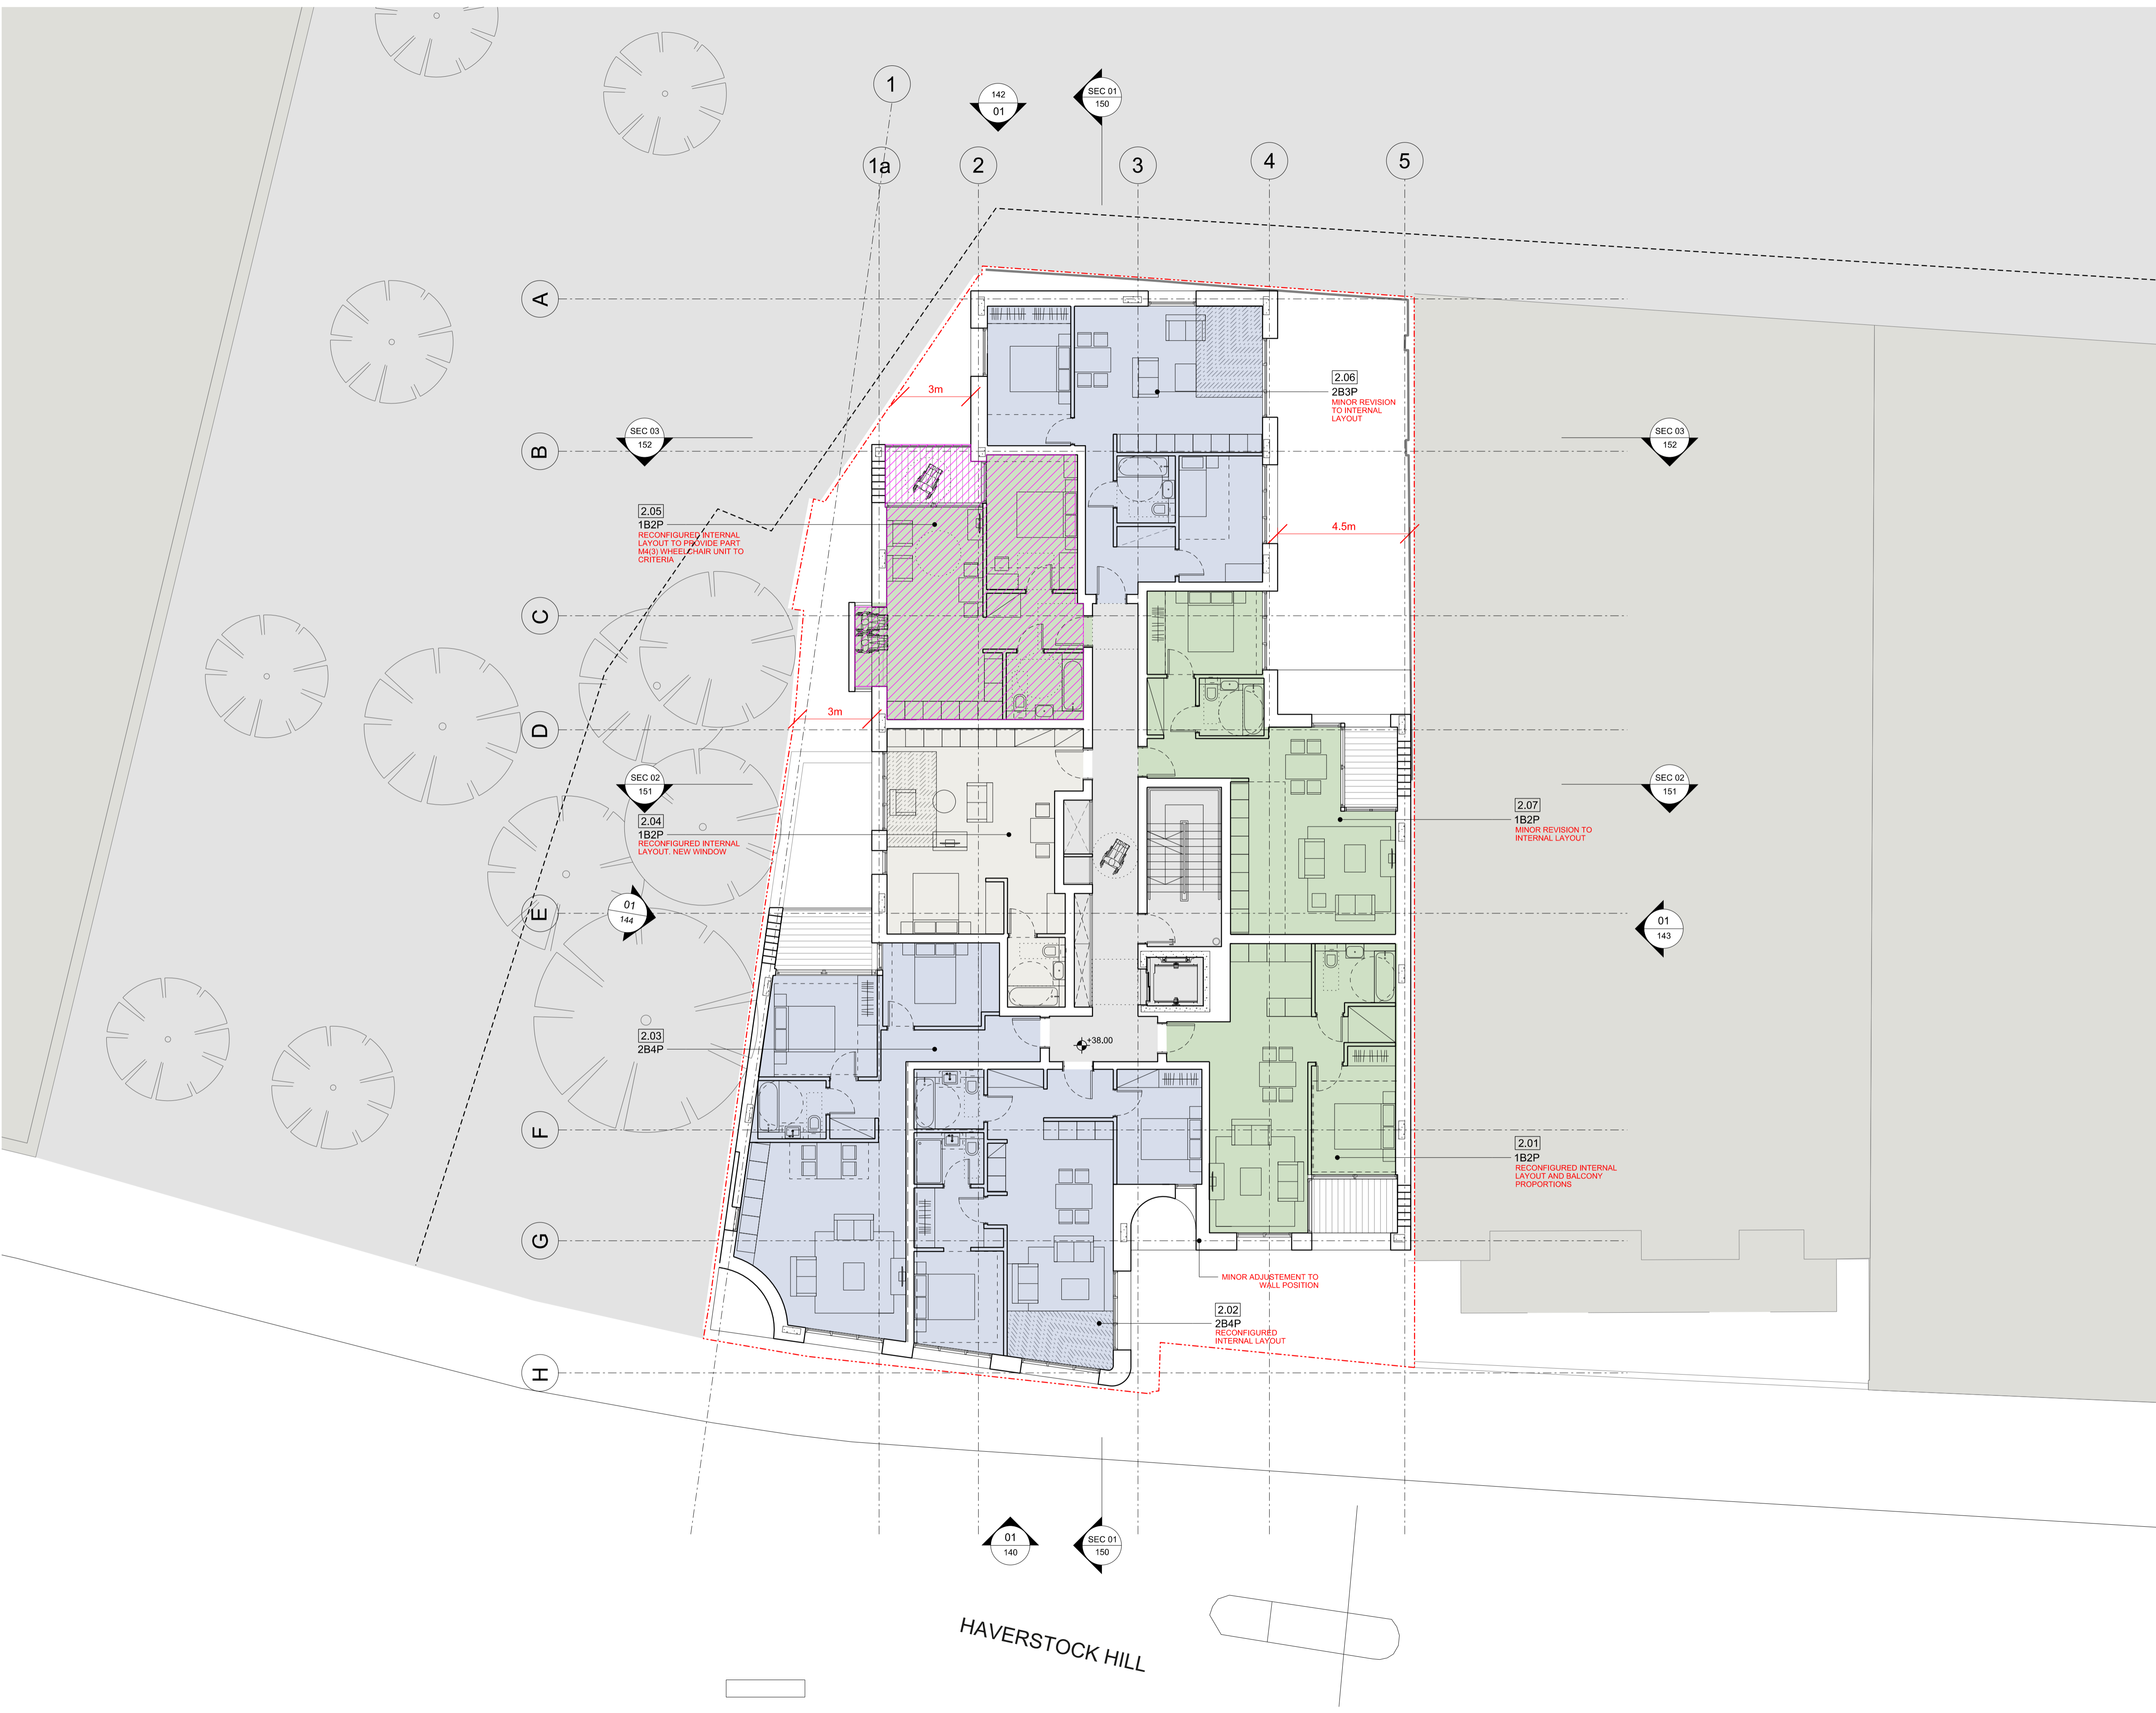 1
142
01
SEC 01
150
1a
2
3
4
5
A
2.06
2B3P
MINOR REVISION
TO INTERNAL
LAYOUT
3m
B
SEC 03
152
SEC 03
152
2.05
1B2P
RECONFIGURED INTERNAL
LAYOUT TO PROVIDE PART
M4(3) WHEELCHAIR UNIT TO
CRITERIA
4.5m
C
3m
D
SEC 02
151
SEC 02
151
2.04
1B2P
RECONFIGURED INTERNAL
LAYOUT. NEW WINDOW
2.07
1B2P
MINOR REVISION TO
INTERNAL LAYOUT
E
01
144
01
143
2.03
2B4P
+38.00
F
2.01
1B2P
RECONFIGURED INTERNAL
LAYOUT AND BALCONY
PROPORTIONS
G
MINOR ADJUSTEMENT TO
WALL POSITION
2.02
2B4P
RECONFIGURED
INTERNAL LAYOUT
H
01
140
SEC 01
150
HAVERSTOCK HILL